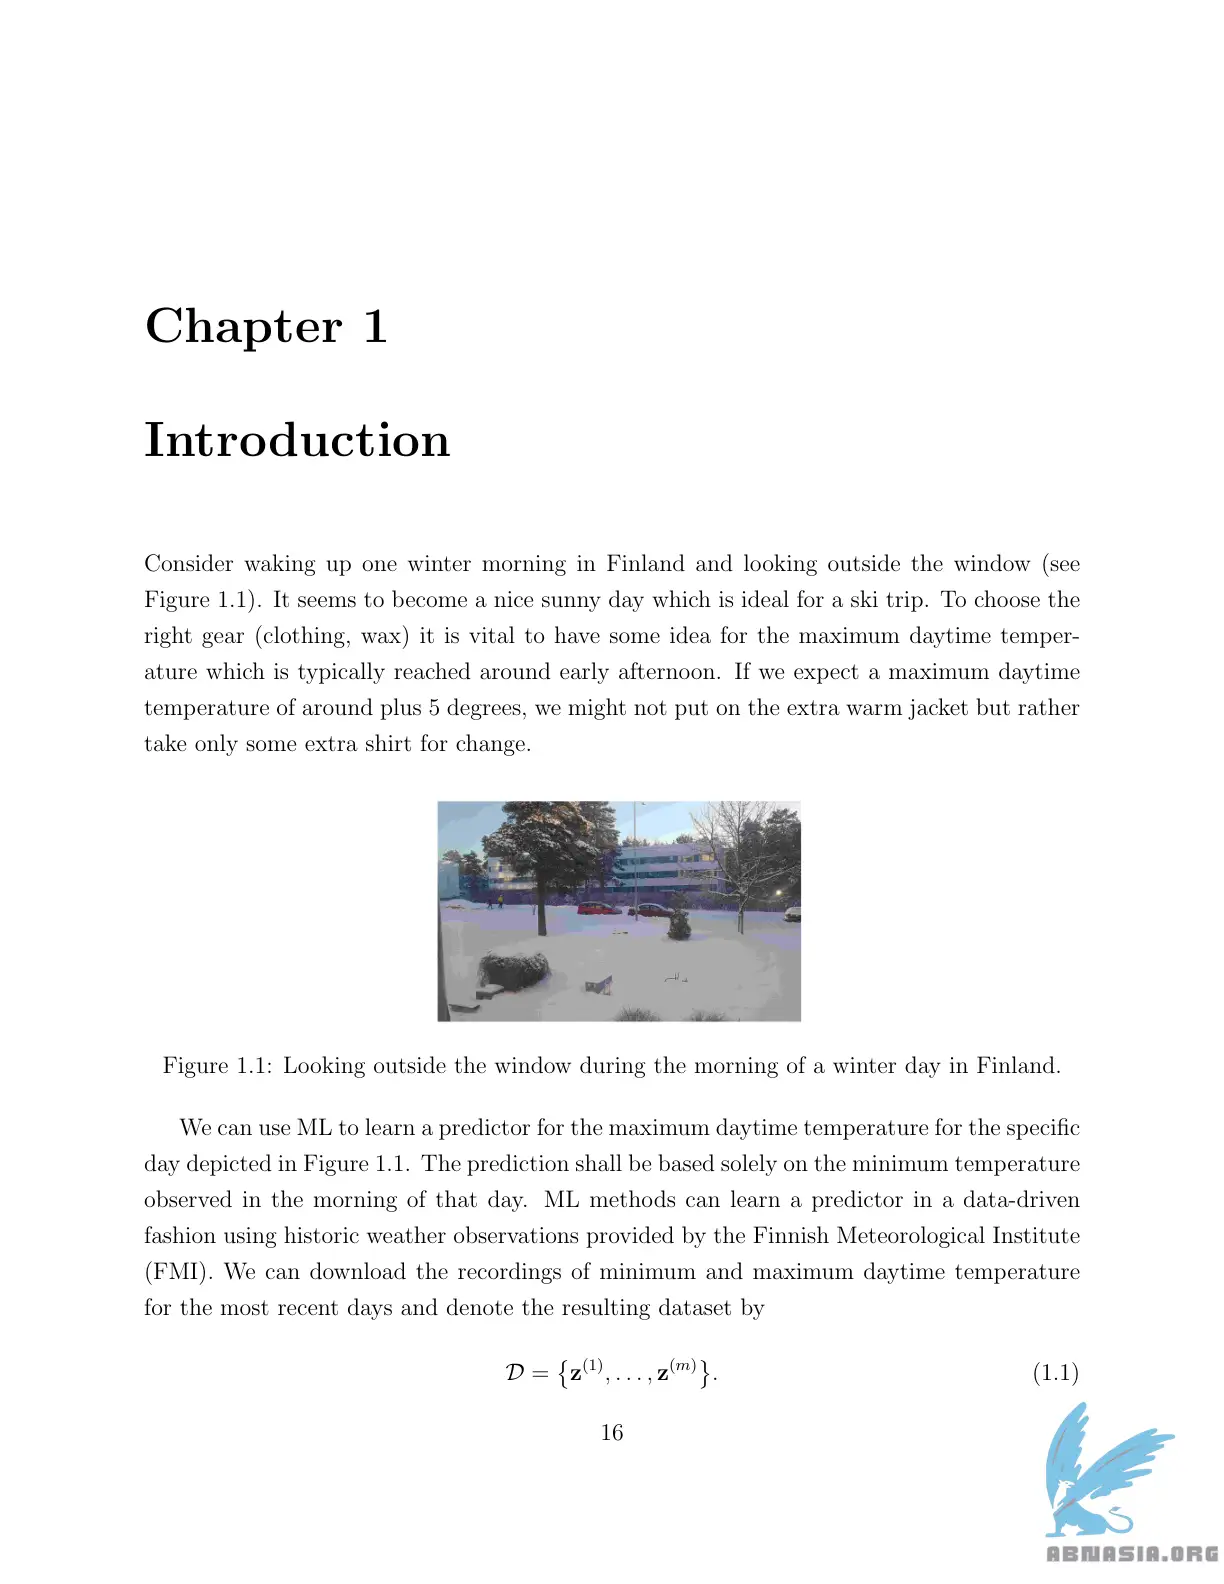 Chapter 1
Introduction
Consider waking up one winter morning in Finland and looking outside the window (see
Figure 1.1). It seems to become a nice sunny day which is ideal for a ski trip. To choose the
right gear (clothing, wax) it is vital to have some idea for the maximum daytime temper-
ature which is typically reached around early afternoon. If we expect a maximum daytime
temperature of around plus 5 degrees, we might not put on the extra warm jacket but rather
take only some extra shirt for change.
Figure 1.1: Looking outside the window during the morning of a winter day in Finland.
We can use ML to learn a predictor for the maximum daytime temperature for the specific
day depicted in Figure 1.1. The prediction shall be based solely on the minimum temperature
observed in the morning of that day. ML methods can learn a predictor in a data-driven
fashion using historic weather observations provided by the Finnish Meteorological Institute
(FMI). We can download the recordings of minimum and maximum daytime temperature
for the most recent days and denote the resulting dataset by
𝒟 = {z⁽¹⁾, . . . , z⁽ᵐ⁾}. (1.1)
16
ABNASIA.ORG